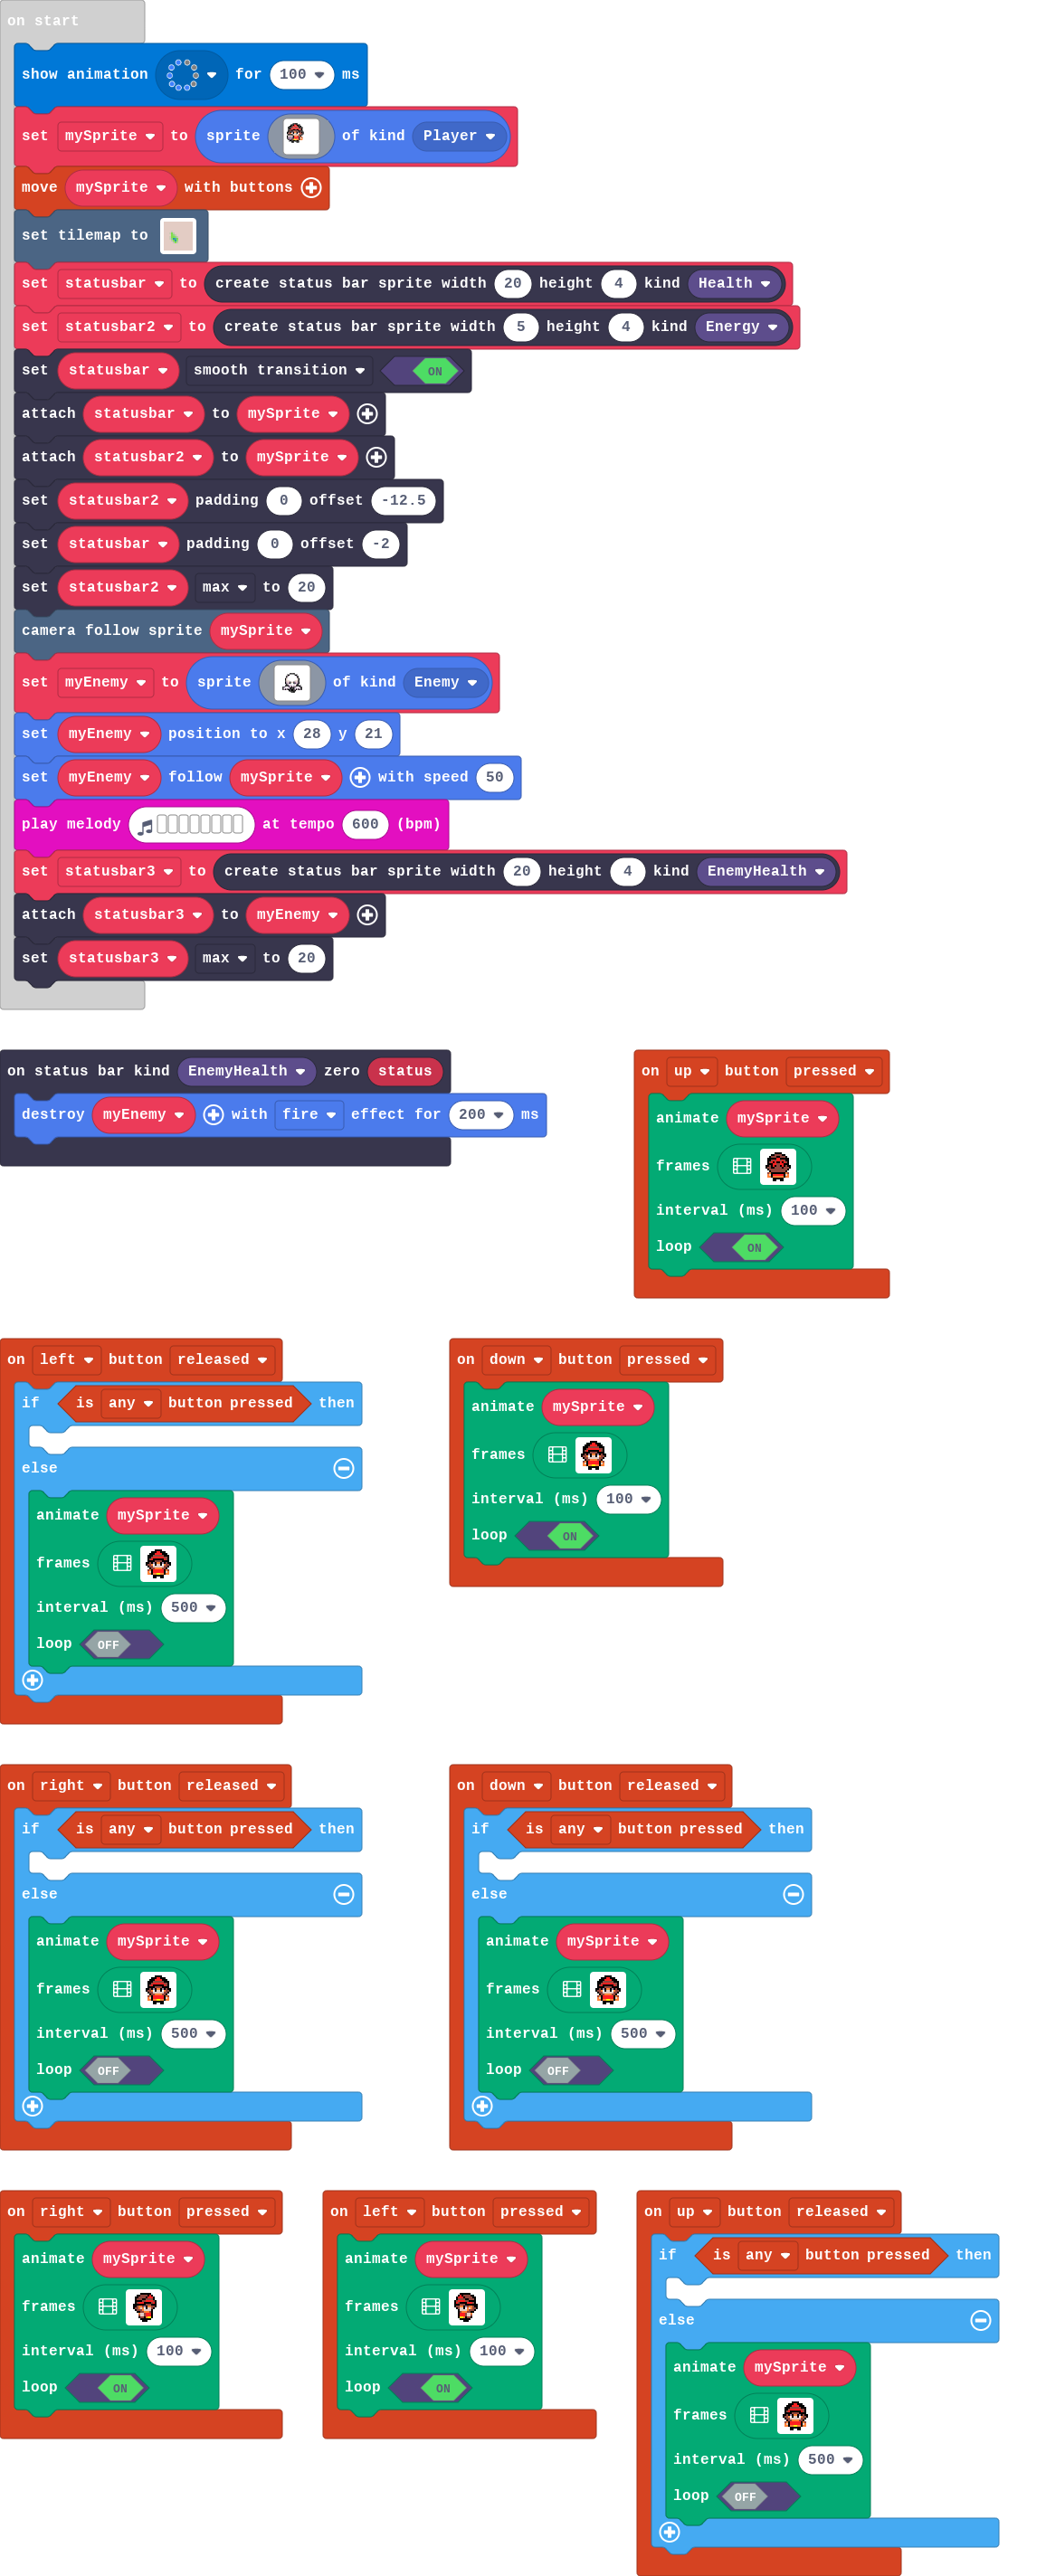 on start
show animation for 100 ms
set mySprite to sprite of kind Player
move mySprite with buttons
set tilemap to
set statusbar to create status bar sprite width 20 height 4 kind Health
set statusbar2 to create status bar sprite width 5 height 4 kind Energy
set statusbar smooth transition ON
attach statusbar to mySprite
attach statusbar2 to mySprite
set statusbar2 padding 0 offset -12.5
set statusbar padding 0 offset -2
set statusbar2 max to 20
camera follow sprite mySprite
set myEnemy to sprite of kind Enemy
set myEnemy position to x 28 y 21
set myEnemy follow mySprite with speed 50
play melody at tempo 600 (bpm)
set statusbar3 to create status bar sprite width 20 height 4 kind EnemyHealth
attach statusbar3 to myEnemy
set statusbar3 max to 20
on status bar kind EnemyHealth zero status
destroy myEnemy with fire effect for 200 ms
on up button pressed
animate mySprite
frames
interval (ms) 100
loop ON
on left button released
if is any button pressed then
else
animate mySprite
frames
interval (ms) 500
loop OFF
on down button pressed
animate mySprite
frames
interval (ms) 100
loop ON
on right button released
if is any button pressed then
else
animate mySprite
frames
interval (ms) 500
loop OFF
on down button released
if is any button pressed then
else
animate mySprite
frames
interval (ms) 500
loop OFF
on right button pressed
animate mySprite
frames
interval (ms) 100
loop ON
on left button pressed
animate mySprite
frames
interval (ms) 100
loop ON
on up button released
if is any button pressed then
else
animate mySprite
frames
interval (ms) 500
loop OFF